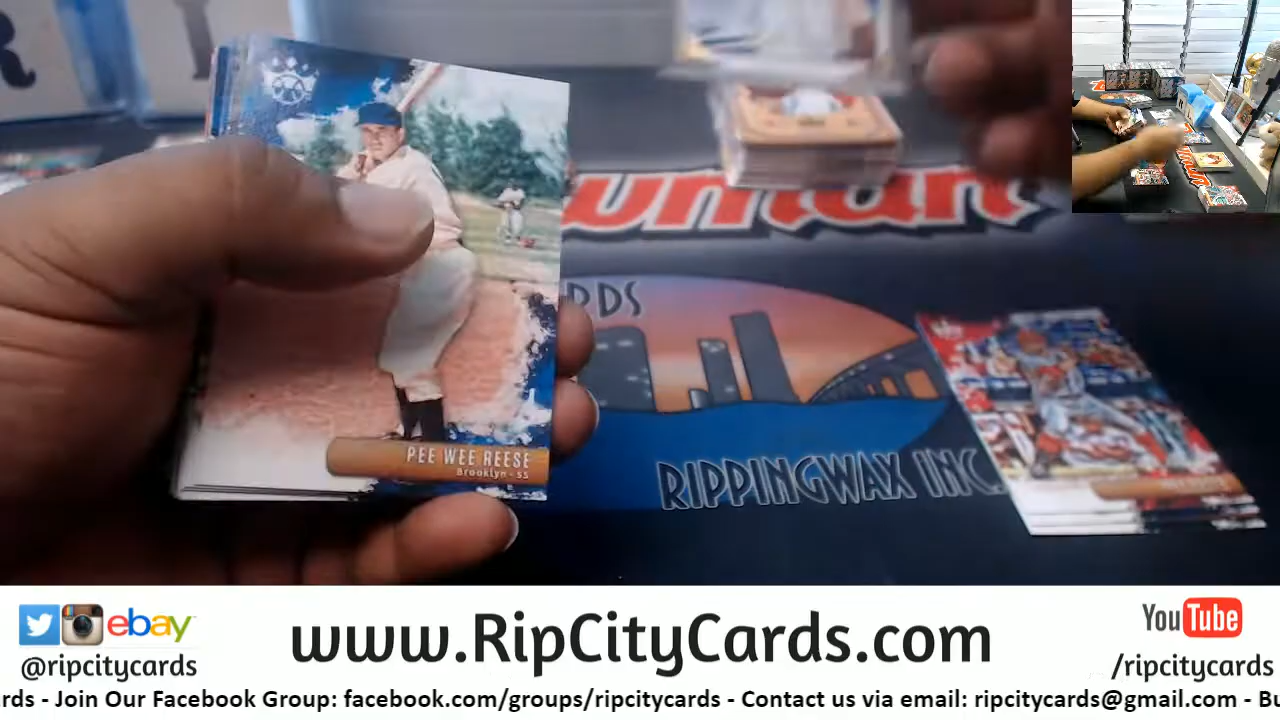 PEE WEE REESE
Brooklyn - SS
wman
RDS
RIPPINGWAX INC.
ebay
@ripcitycards
www.RipCityCards.com
YouTube
/ripcitycards
rds - Join Our Facebook Group: facebook.com/groups/ripcitycards - Contact us via email: ripcitycards@gmail.com - Bu